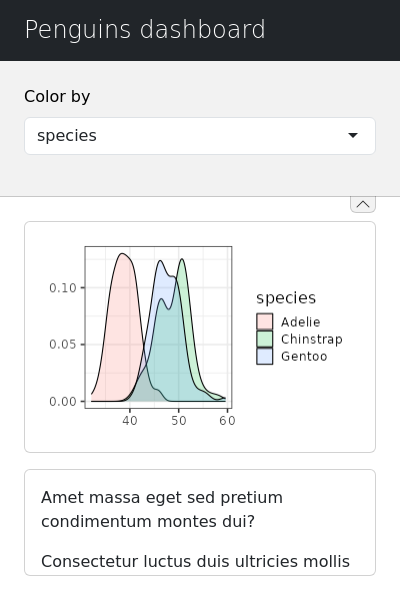 Penguins dashboard
Color by
species
0.10
0.05
0.00
40 50 60
species
Adelie
Chinstrap
Gentoo
Amet massa eget sed pretium
condimentum montes dui?
Consectetur luctus duis ultricies mollis